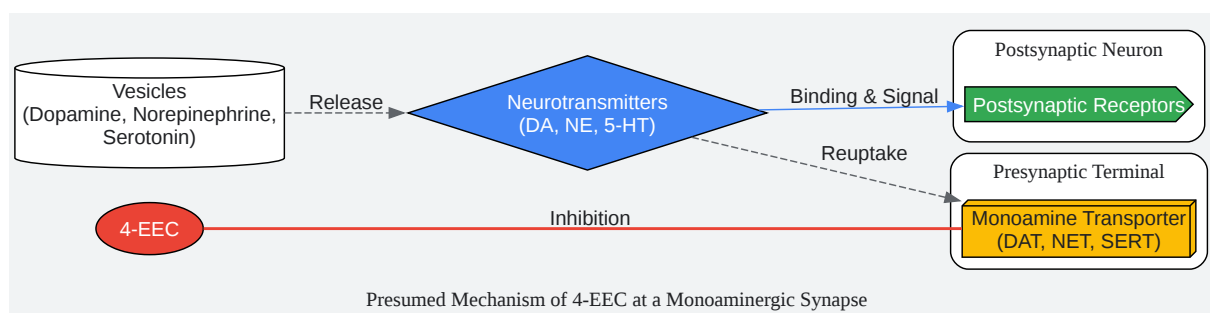 Vesicles
(Dopamine, Norepinephrine,
Serotonin)
Release
Neurotransmitters
(DA, NE, 5-HT)
Binding & Signal
Postsynaptic Neuron
Postsynaptic Receptors
Reuptake
Presynaptic Terminal
Monoamine Transporter
(DAT, NET, SERT)
4-EEC
Inhibition
Presumed Mechanism of 4-EEC at a Monoaminergic Synapse